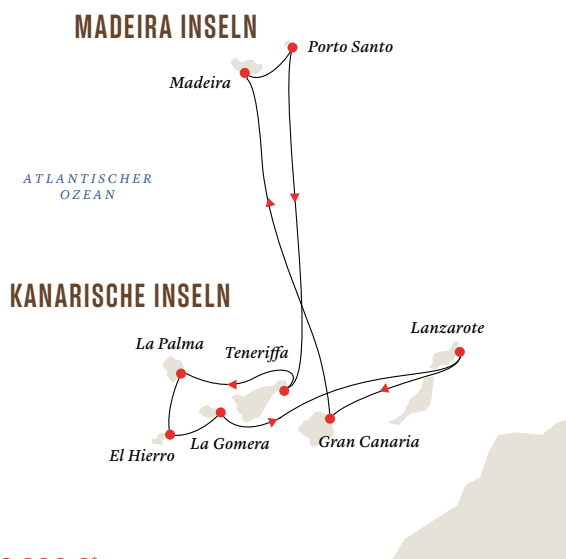 MADEIRA INSELN
Porto Santo
Madeira
ATLANTISCHER
OZEAN
KANARISCHE INSELN
Lanzarote
La Palma
Teneriffa
Gran Canaria
La Gomera
El Hierro